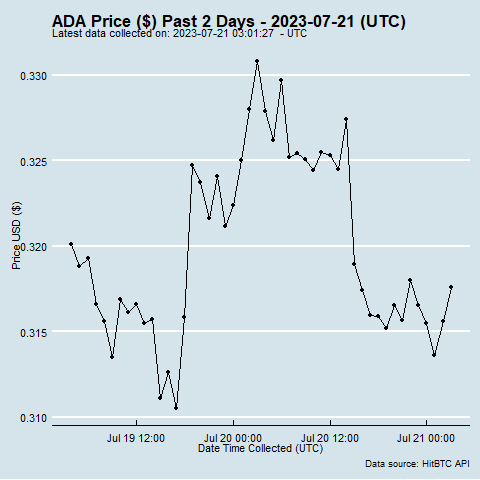 ADA Price ($) Past 2 Days - 2023-07-21 (UTC)
Latest data collected on: 2023-07-21 03:01:27 - UTC
0.330
0.325
0.320
0.315
0.310
Price USD ($)
Jul 19 12:00 Jul 20 00:00 Jul 20 12:00 Jul 21 00:00
Date Time Collected (UTC)
Data source: HitBTC API